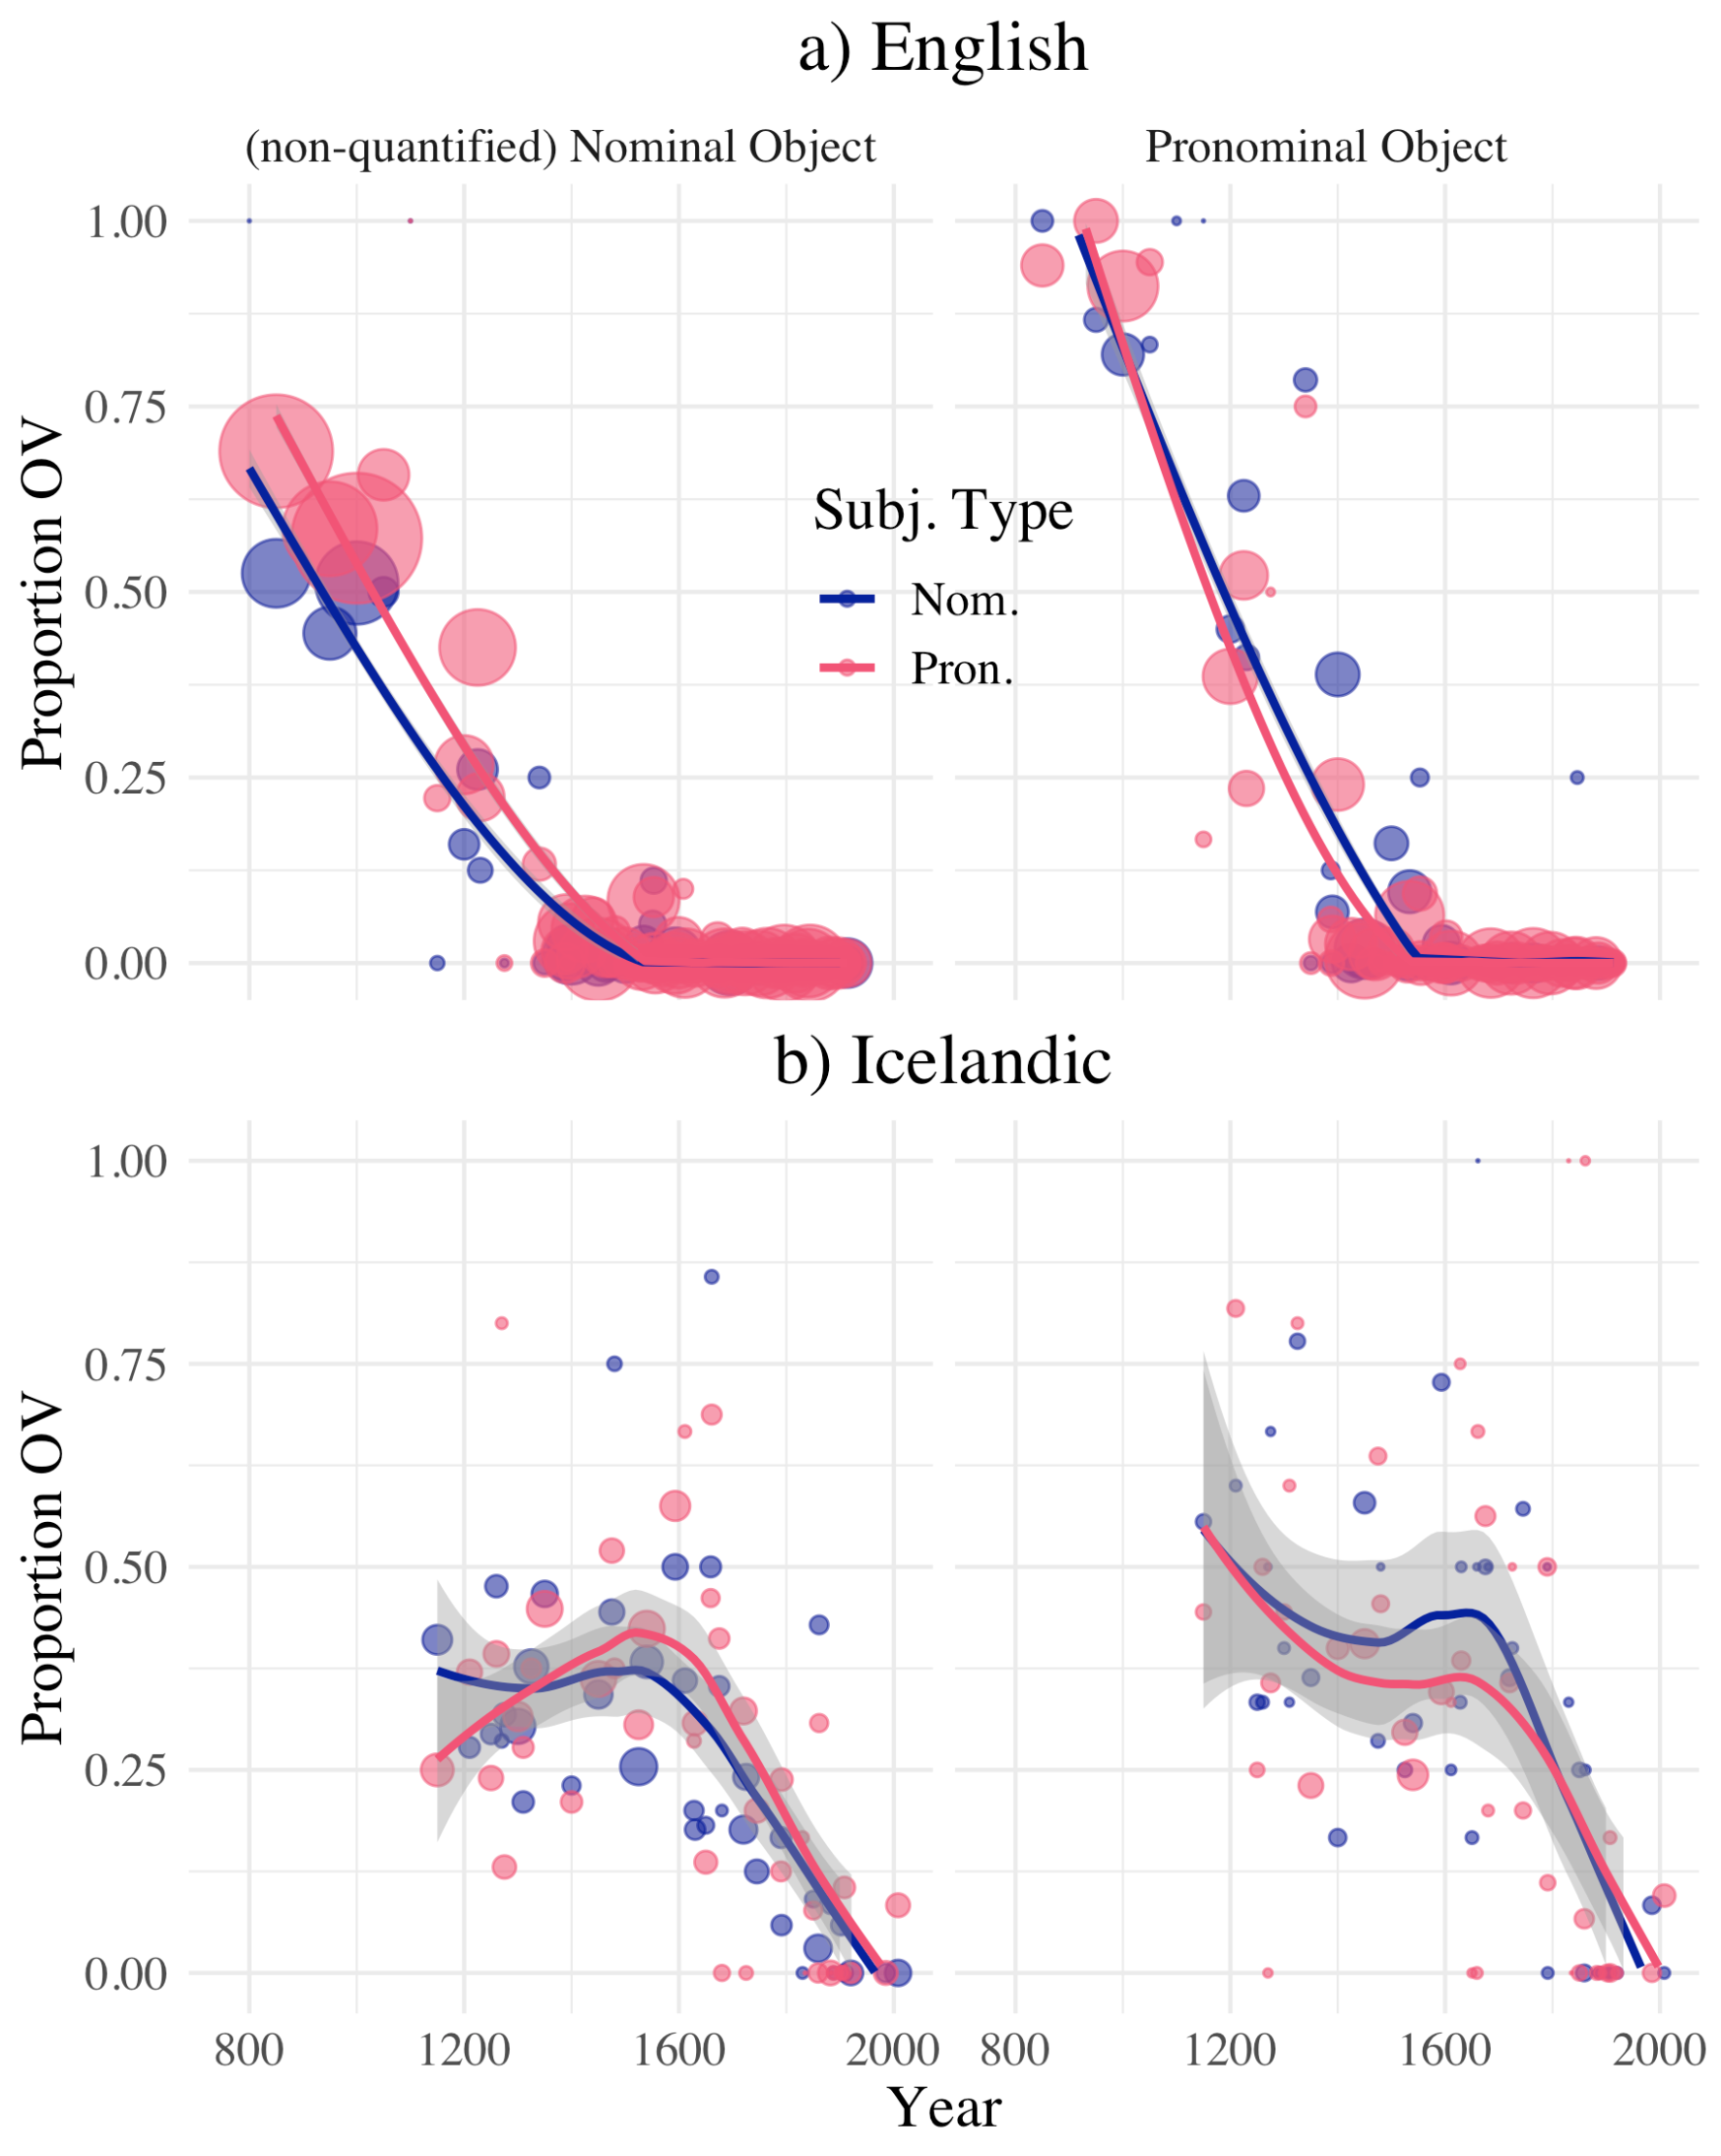 a) English
(non-quantified) Nominal Object
Pronominal Object
Proportion OV
1.00
0.75
0.50
0.25
0.00
Subj. Type
Nom.
Pron.
b) Icelandic
Proportion OV
1.00
0.75
0.50
0.25
0.00
800 1200 1600 2000 800 1200 1600 2000
Year